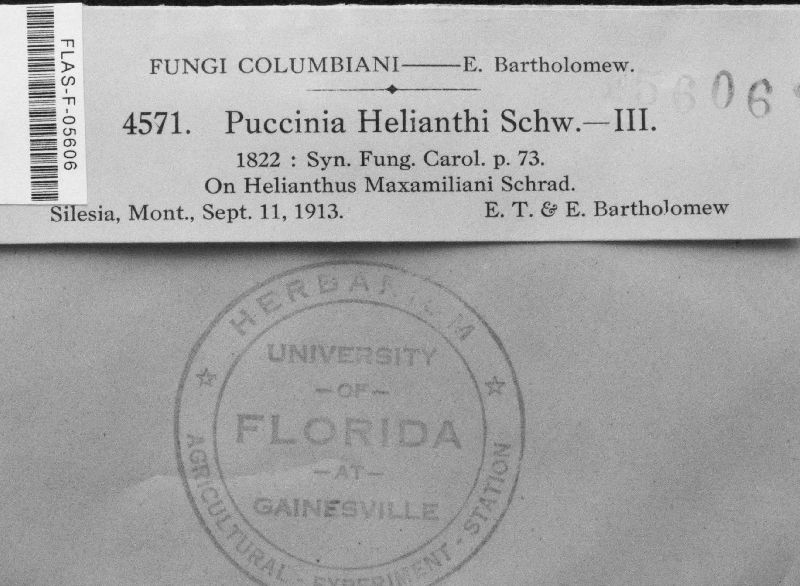 FLAS-F-05606
FUNGI COLUMBIANI——E. Bartholomew.
06
4571. Puccinia Helianthi Schw.—III.
1822 : Syn. Fung. Carol. p. 73.
On Helianthus Maxamiliani Schrad.
Silesia, Mont., Sept. 11, 1913. E. T. & E. Bartholomew
HERBARIUM
UNIVERSITY
—OF—
FLORIDA
—AT—
GAINESVILLE
AGRICULTURAL - EXPERIMENT - STATION